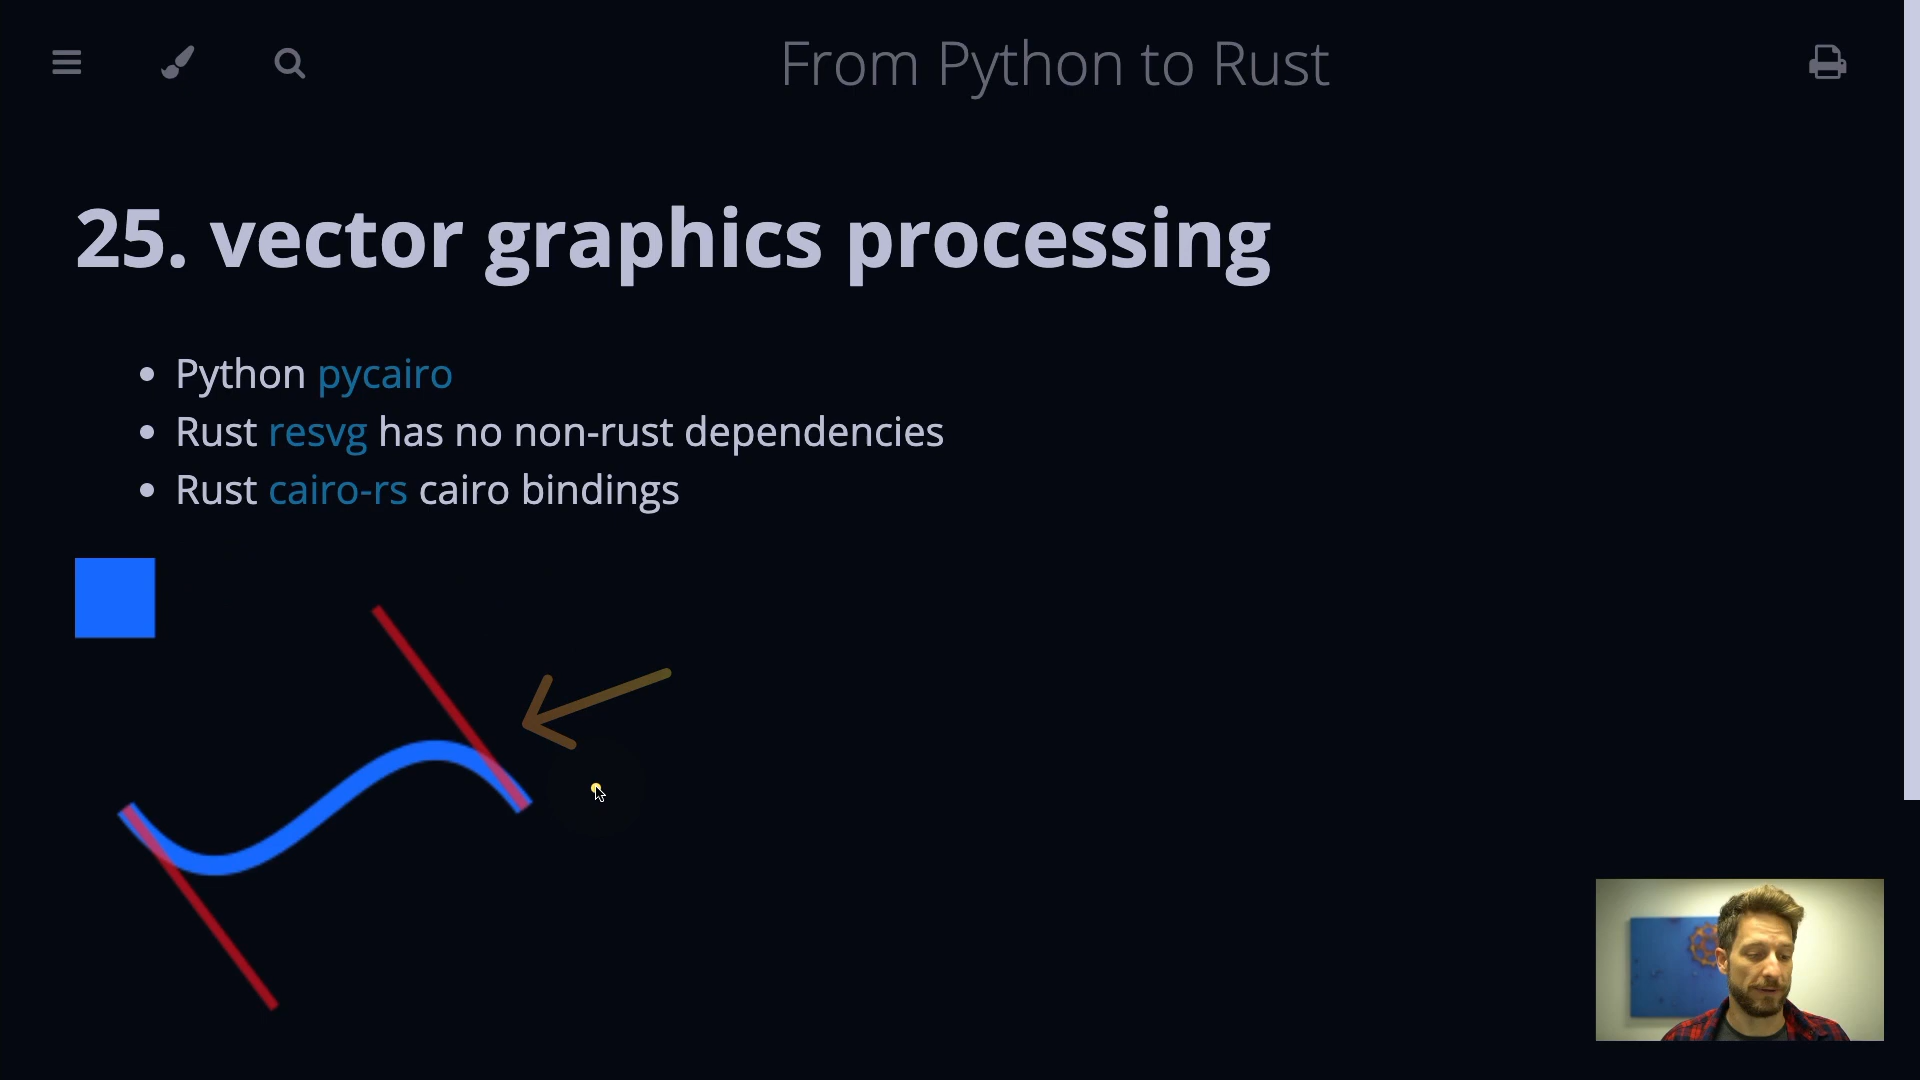 From Python to Rust
25. vector graphics processing
Python pycairo
Rust resvg has no non-rust dependencies
Rust cairo-rs cairo bindings